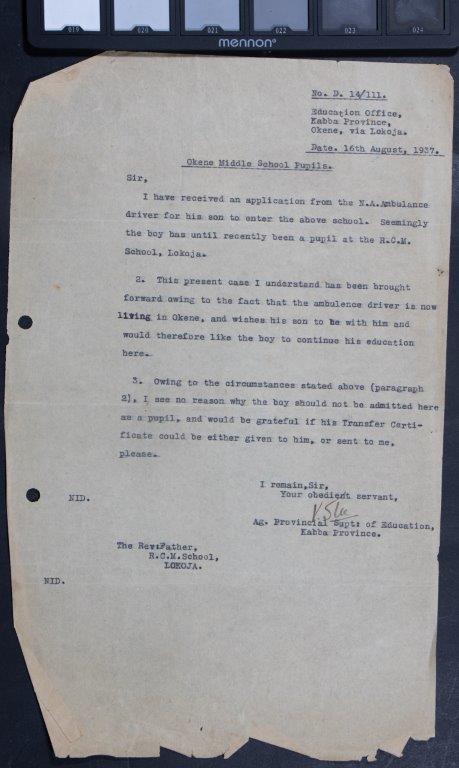 019 020 021 022 023 024
mennon
No. D. 14/111.
Education Office,
Kabba Province,
Okene, via Lokoja.
Date. 16th August, 1937.
Okene Middle School Pupils.
Sir,
I have received an application from the N.A.Ambulance
driver for his son to enter the above school. Seemingly
the boy has until recently been a pupil at the R.C.M.
School, Lokoja.
2. This present case I understand has been brought
forward owing to the fact that the ambulence driver is now
living in Okene, and wishes his son to be with him and
would therefore like the boy to continue his education
here.
3. Owing to the circumstances stated above (paragraph
2), I see no reason why the boy should not be admitted here
as a pupil, and would be grateful if his Transfer Certi-
ficate could be either given to him, or sent to me,
please.
I remain,Sir,
Your obedient servant,
NID.
Ag. Provincial Supt: of Education,
Kabba Province.
The Rev:Father,
R.C.M.School,
LOKOJA.
NID.